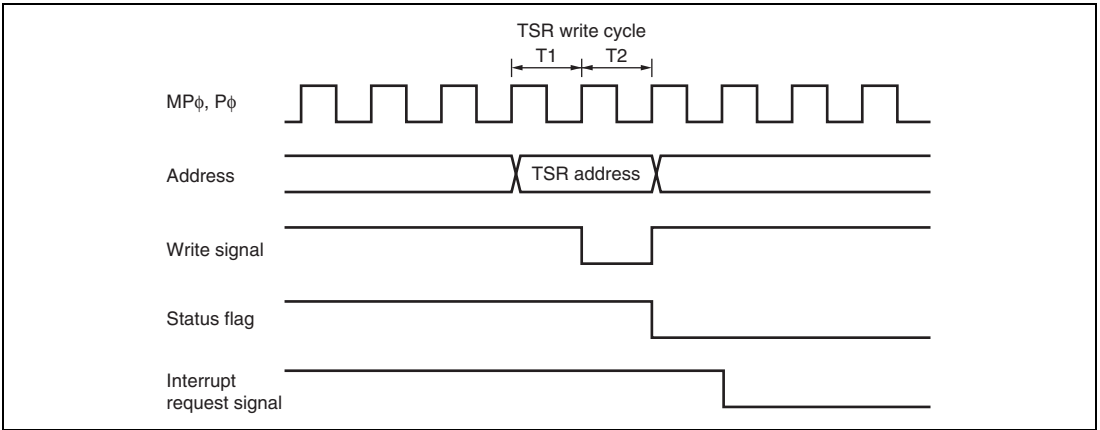 TSR write cycle
T1 T2
MPϕ, Pϕ
Address
TSR address
Write signal
Status flag
Interrupt
request signal